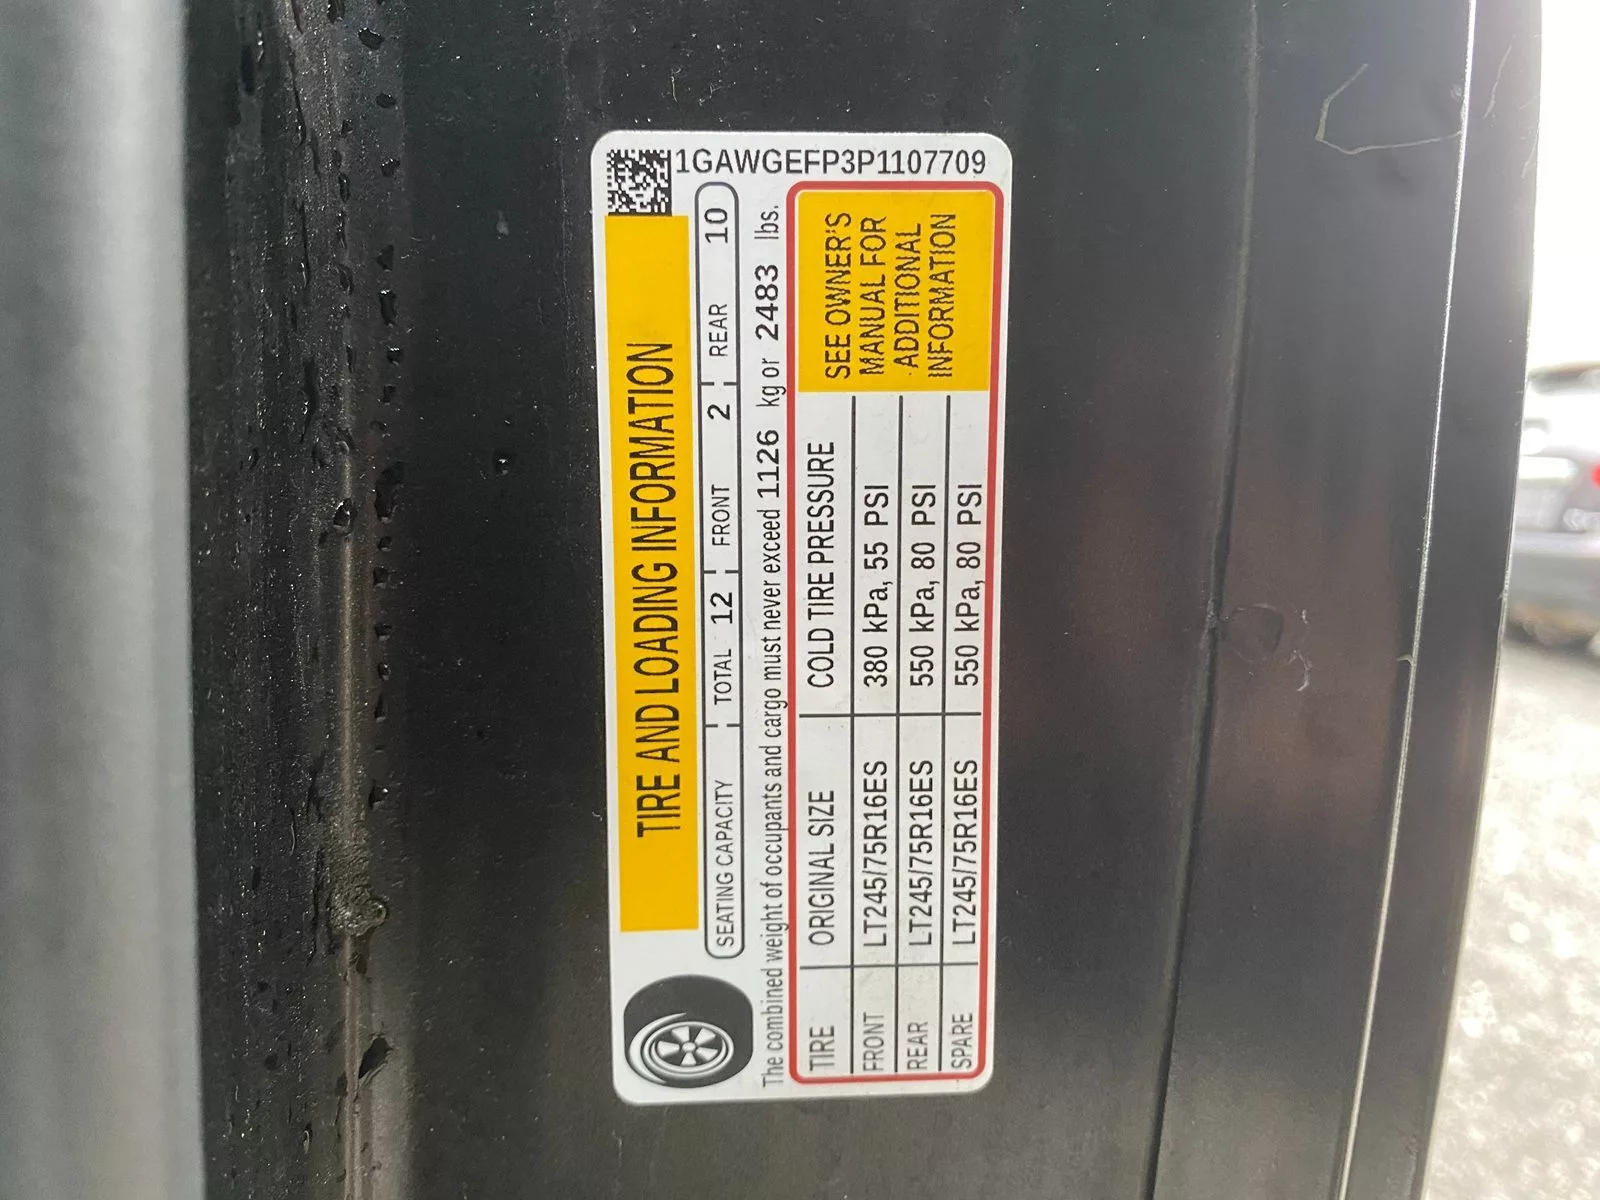 1GAWGEFP3P1107709
TIRE AND LOADING INFORMATION
SEATING CAPACITY TOTAL 12 FRONT 2 REAR 10
The combined weight of occupants and cargo must never exceed 1126 kg or 2483 lbs.
TIRE ORIGINAL SIZE COLD TIRE PRESSURE
FRONT LT245/75R16ES 380 kPa, 55 PSI
REAR LT245/75R16ES 550 kPa, 80 PSI
SPARE LT245/75R16ES 550 kPa, 80 PSI
SEE OWNER'S
MANUAL FOR
ADDITIONAL
INFORMATION